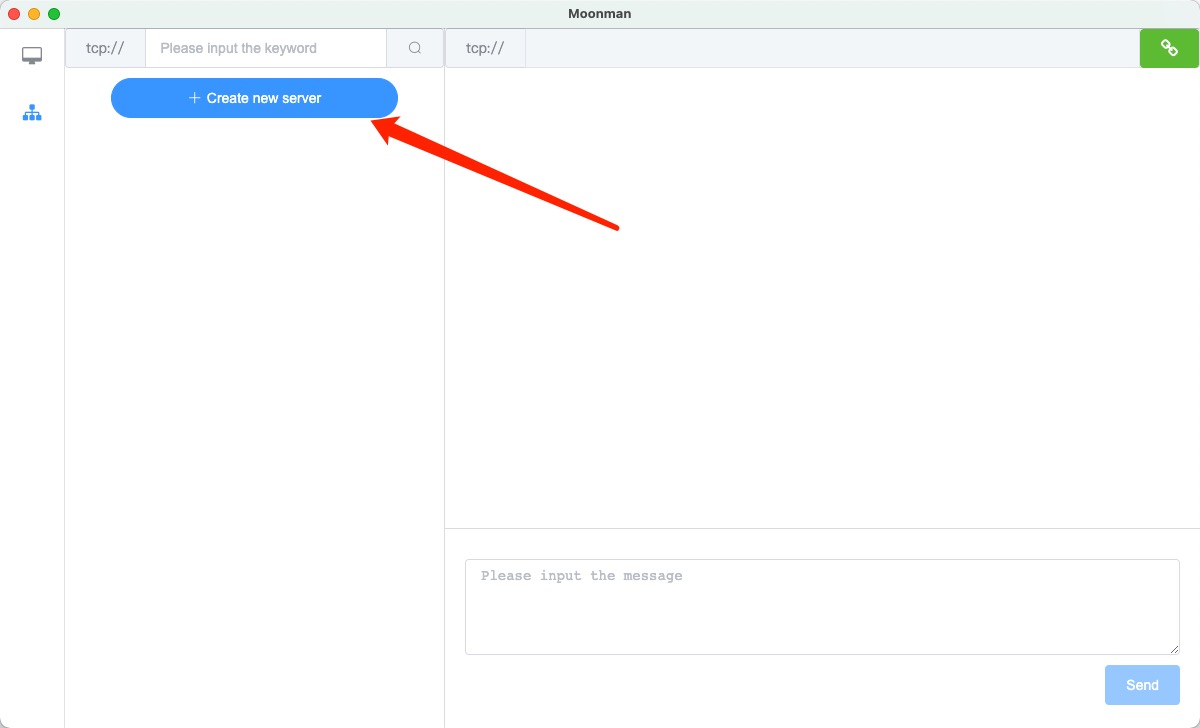 Moonman
tcp:// Please input the keyword
tcp://
Create new server
Please input the message
Send